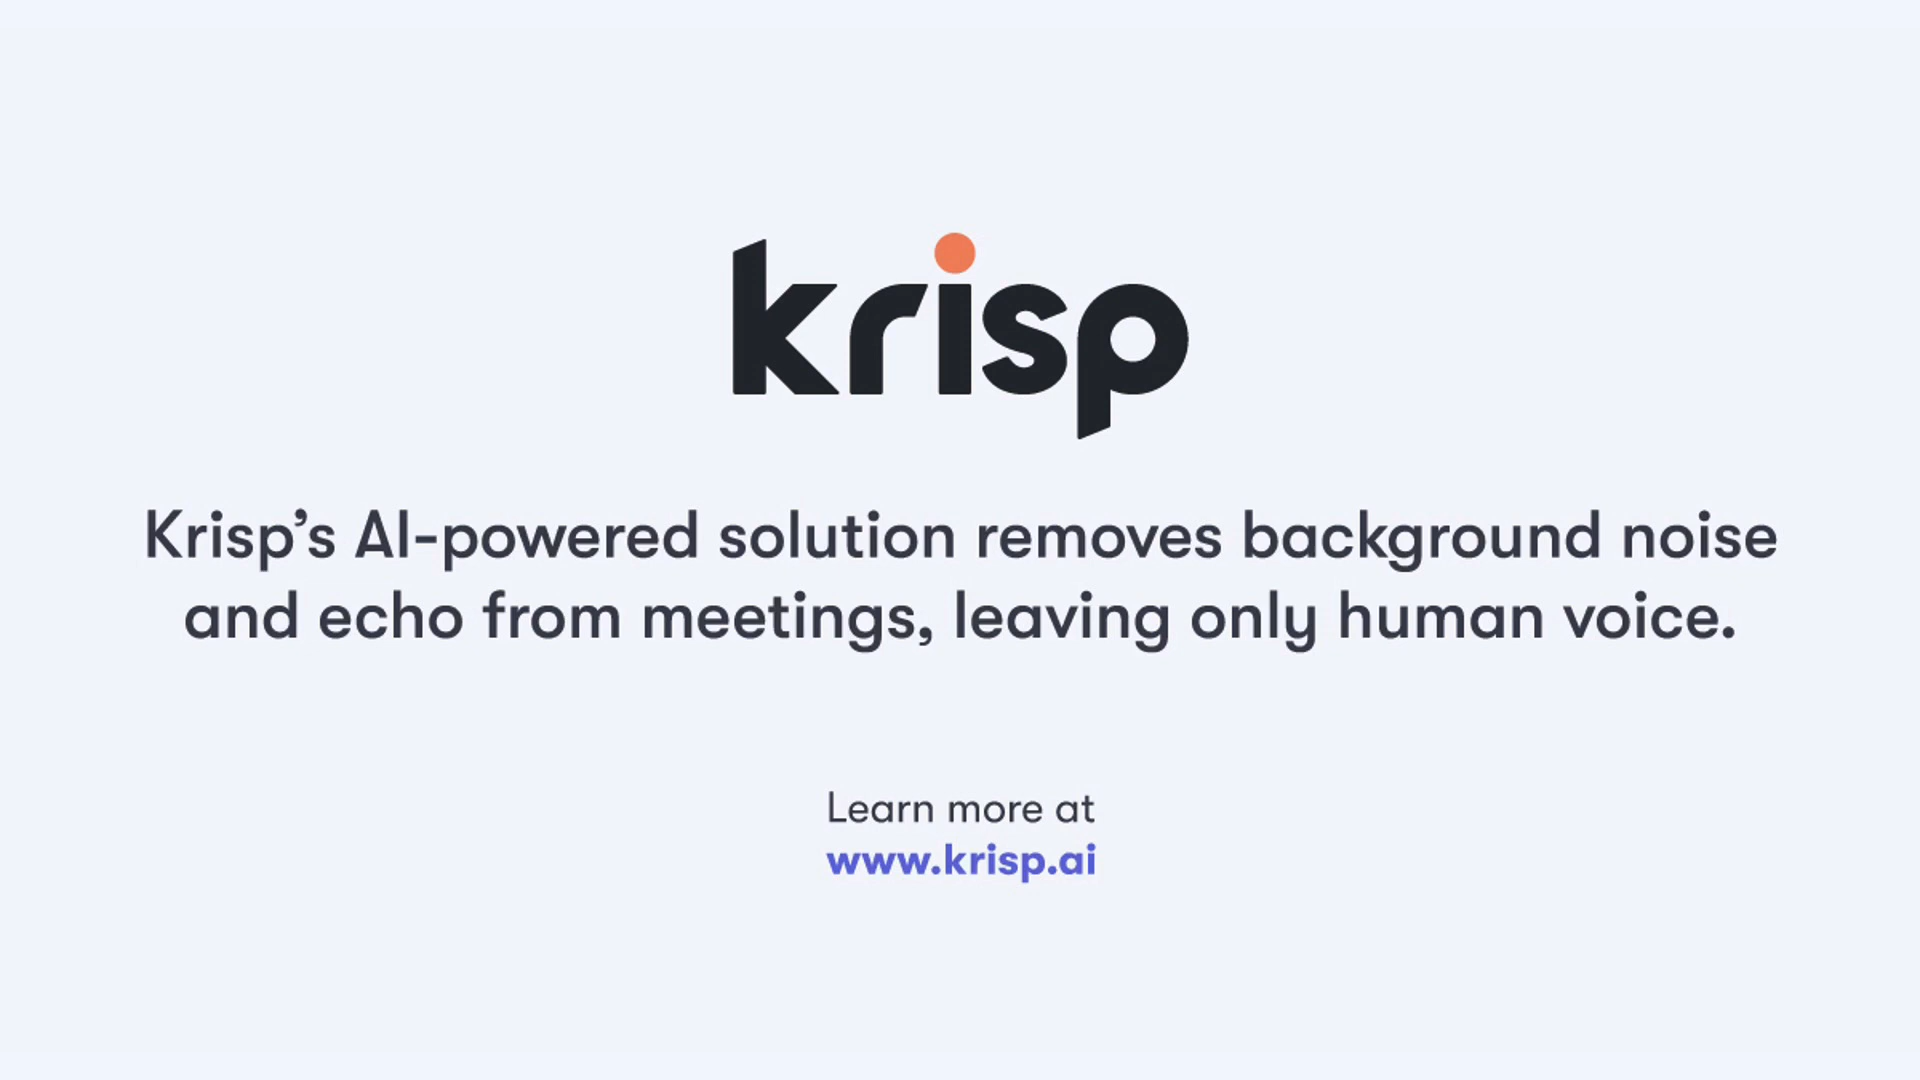 krisp
Krisp’s AI-powered solution removes background noise
and echo from meetings, leaving only human voice.
Learn more at
www.krisp.ai